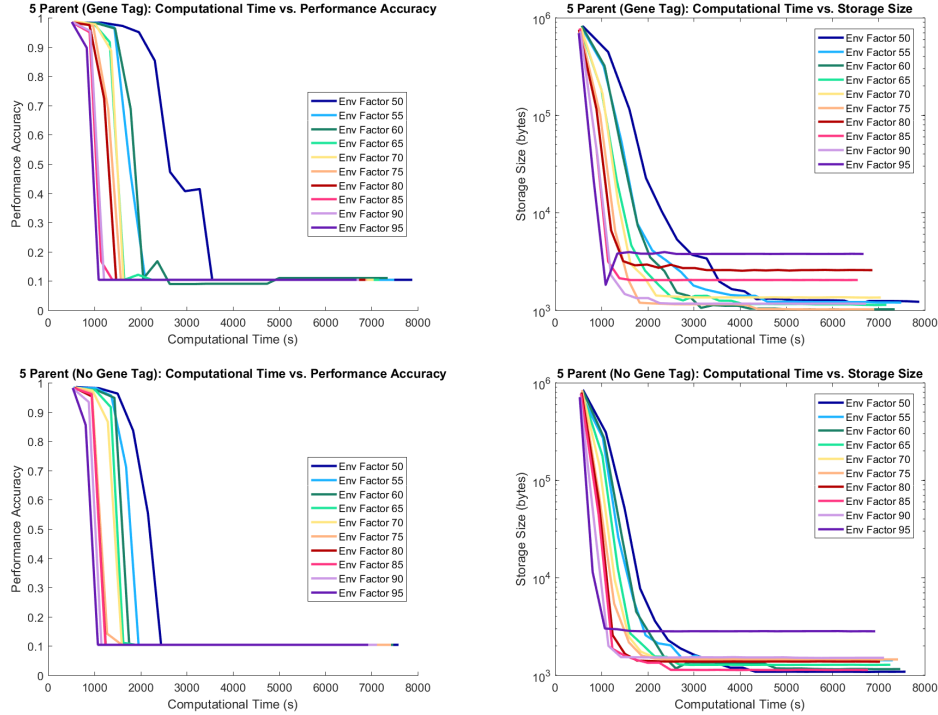 5 Parent (Gene Tag): Computational Time vs. Performance Accuracy
1
0.9
0.8
0.7
0.6
0.5
0.4
0.3
0.2
0.1
0
Performance Accuracy
Env Factor 50
Env Factor 55
Env Factor 60
Env Factor 65
Env Factor 70
Env Factor 75
Env Factor 80
Env Factor 85
Env Factor 90
Env Factor 95
0 1000 2000 3000 4000 5000 6000 7000 8000
Computational Time (s)
5 Parent (Gene Tag): Computational Time vs. Storage Size
10^6
10^5
10^4
10^3
Storage Size (bytes)
Env Factor 50
Env Factor 55
Env Factor 60
Env Factor 65
Env Factor 70
Env Factor 75
Env Factor 80
Env Factor 85
Env Factor 90
Env Factor 95
0 1000 2000 3000 4000 5000 6000 7000 8000
Computational Time (s)
5 Parent (No Gene Tag): Computational Time vs. Performance Accuracy
1
0.9
0.8
0.7
0.6
0.5
0.4
0.3
0.2
0.1
0
Performance Accuracy
Env Factor 50
Env Factor 55
Env Factor 60
Env Factor 65
Env Factor 70
Env Factor 75
Env Factor 80
Env Factor 85
Env Factor 90
Env Factor 95
0 1000 2000 3000 4000 5000 6000 7000 8000
Computational Time (s)
5 Parent (No Gene Tag): Computational Time vs. Storage Size
10^6
10^5
10^4
10^3
Storage Size (bytes)
Env Factor 50
Env Factor 55
Env Factor 60
Env Factor 65
Env Factor 70
Env Factor 75
Env Factor 80
Env Factor 85
Env Factor 90
Env Factor 95
0 1000 2000 3000 4000 5000 6000 7000 8000
Computational Time (s)